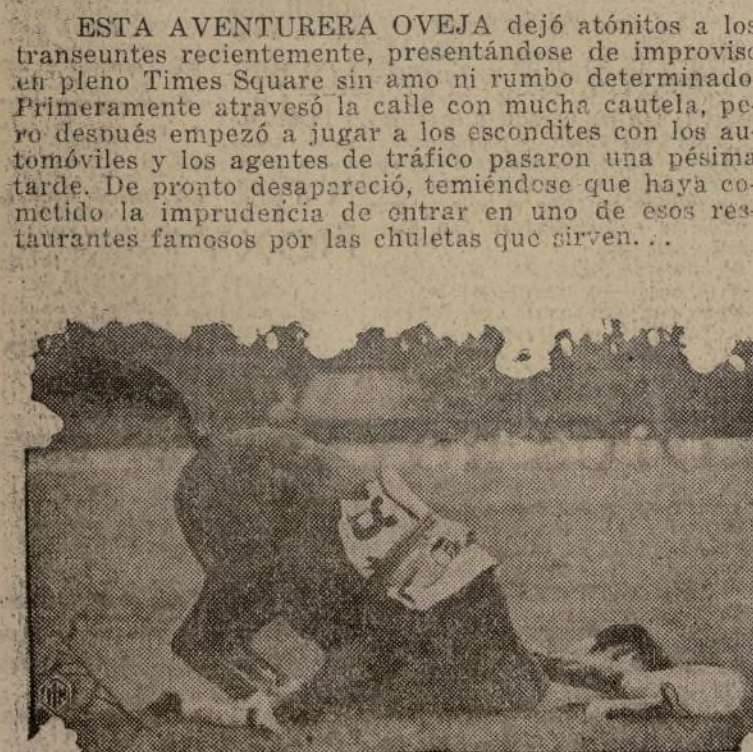 ESTA AVENTURERA OVEJA dejó atónitos a los
transeuntes recientemente, presentándose de improviso
en pleno Times Square sin amo ni rumbo determinado
Primeramente atravesó la calle con mucha cautela, pe-
ro después empezó a jugar a los escondites con los au-
tomóviles y los agentes de tráfico pasaron una pésima
tarde. De pronto desapareció, temiéndose que haya co-
metido la imprudencia de entrar en uno de esos res-
taurantes famosos por las chuletas que sirven...